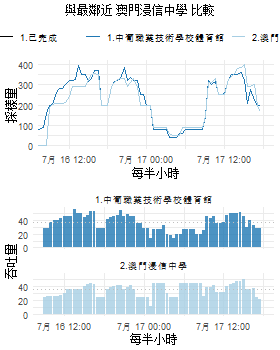 與最鄰近 澳門浸信中學 比較
1.已完成
1.中葡職業技術學校體育館
2.澳門
採樣里
400
300
200
100
0
7月 16 12:00
7月 17 00:00
7月 17 12:00
每半小時
1.中葡職業技術學校體育館
40
20
0
2.澳門浸信中學
吞吐里
40
20
0
7月 16 12:00
7月 17 00:00
7月 17 12:00
每半小時